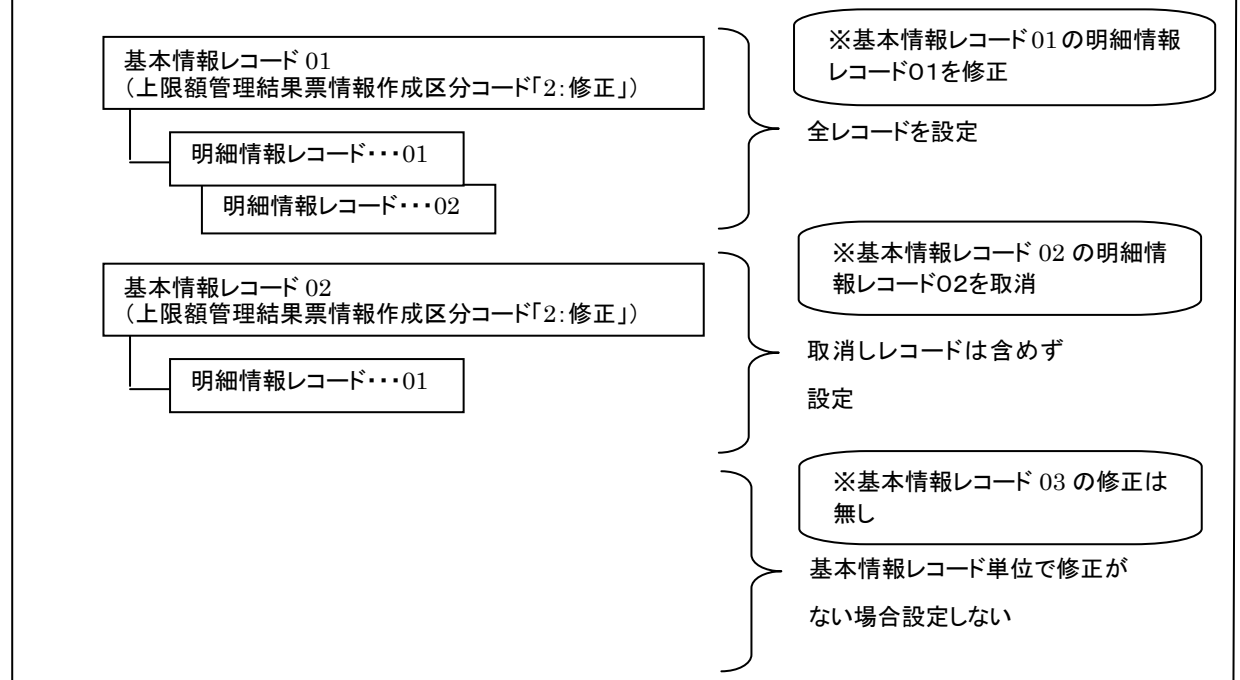 基本情報レコード 01
（上限額管理結果票情報作成区分コード「2：修正」）
明細情報レコード・・・01
明細情報レコード・・・02
※基本情報レコード01の明細情報
レコード０１を修正
全レコードを設定
基本情報レコード 02
（上限額管理結果票情報作成区分コード「2：修正」）
明細情報レコード・・・01
※基本情報レコード 02 の明細情
報レコード０２を取消
取消しレコードは含めず
設定
※基本情報レコード 03 の修正は
無し
基本情報レコード単位で修正が
ない場合設定しない